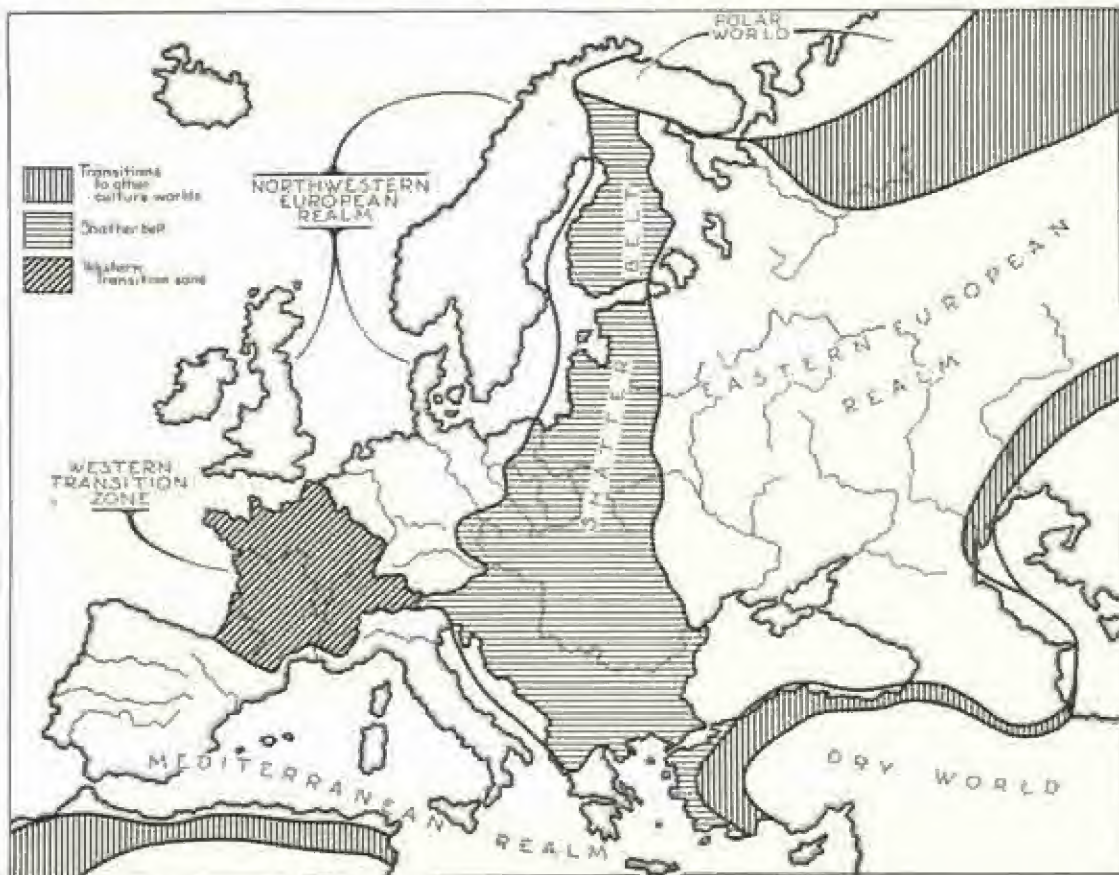 POLAR
WORLD
Transitions
to other
culture worlds
Shatter belt
Western
transition zone
NORTHWESTERN
EUROPEAN
REALM
WESTERN
TRANSITION
ZONE
SHATTER BELT
EASTERN EUROPEAN
REALM
MEDITERRANEAN REALM
DRY WORLD